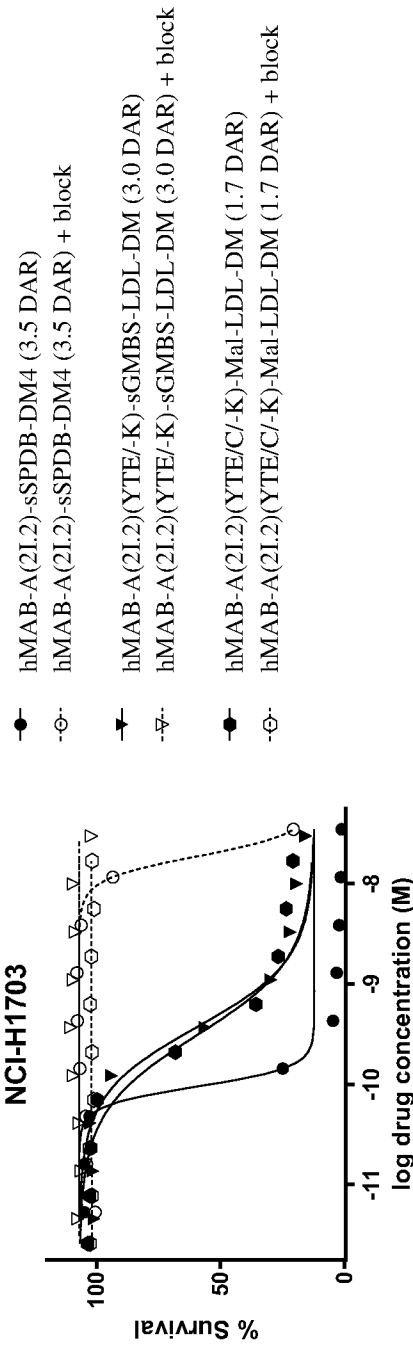 NCI-H1703
% Survival
100
50
0
-11
-10
-9
-8
log drug concentration (M)
hMAB-A(2I.2)-sSPDB-DM4 (3.5 DAR)
hMAB-A(2I.2)-sSPDB-DM4 (3.5 DAR) + block
hMAB-A(2I.2)(YTE/-K)-sGMBS-LDL-DM (3.0 DAR)
hMAB-A(2I.2)(YTE/-K)-sGMBS-LDL-DM (3.0 DAR) + block
hMAB-A(2I.2)(YTE/C/-K)-Mal-LDL-DM (1.7 DAR)
hMAB-A(2I.2)(YTE/C/-K)-Mal-LDL-DM (1.7 DAR) + block